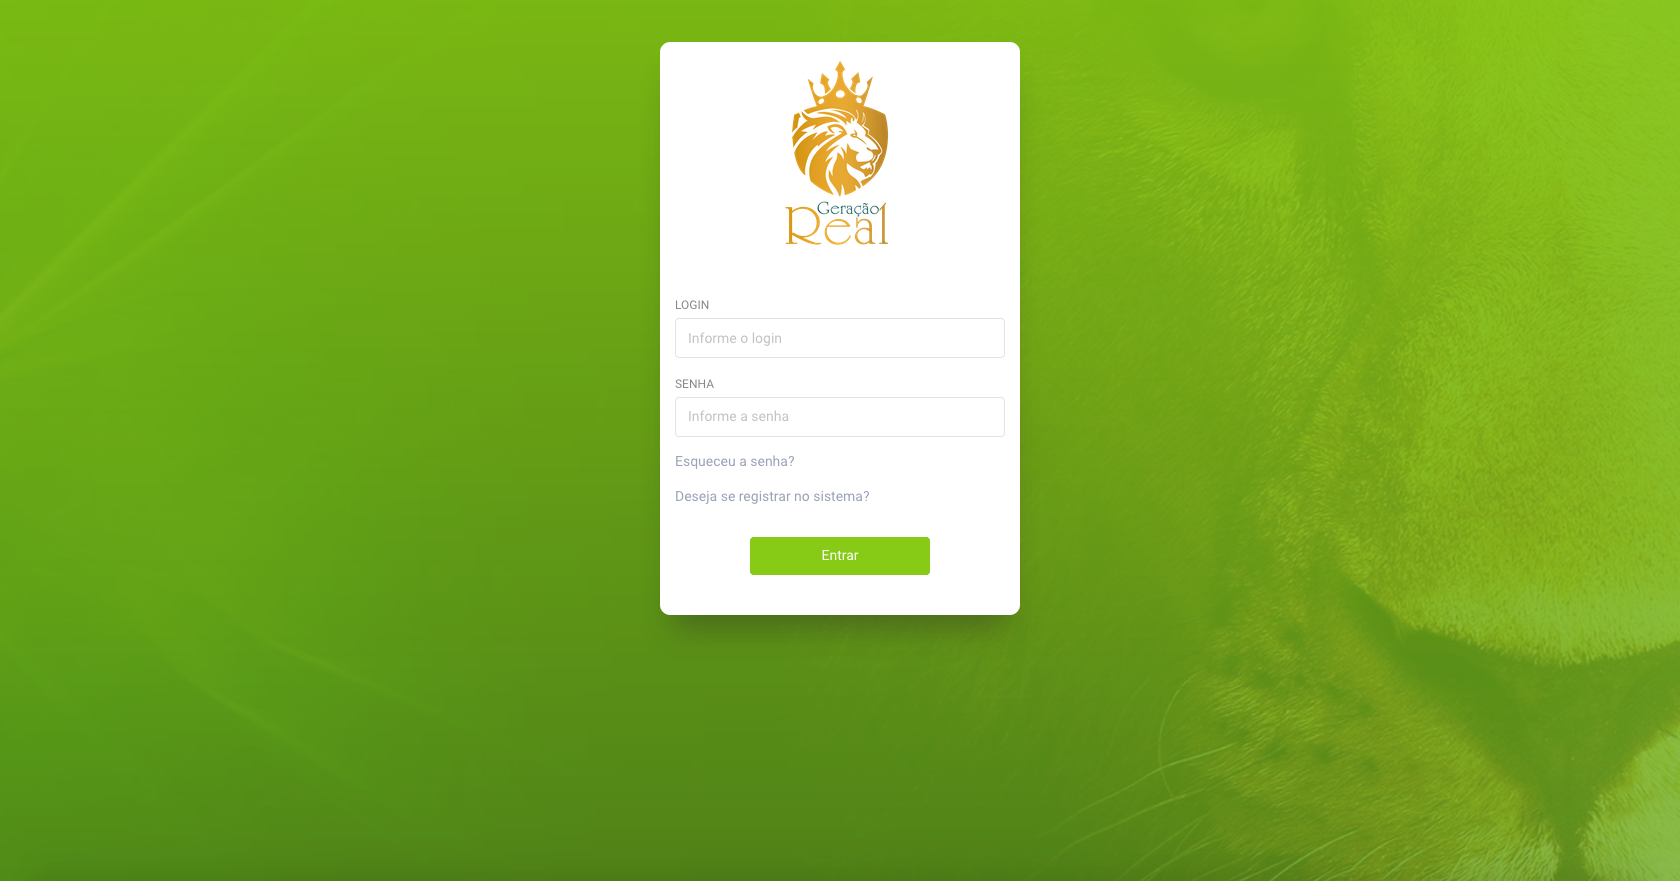 Geração
Real
LOGIN
Informe o login
SENHA
Informe a senha
Esqueceu a senha?
Deseja se registrar no sistema?
Entrar